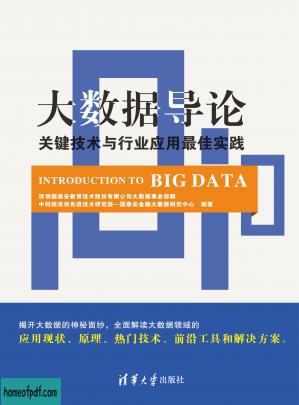 大数据导论
关键技术与行业应用最佳实践
INTRODUCTION TO BIG DATA
深圳国泰安教育技术股份有限公司大数据事业部群
中科院深圳先进技术研究院—国泰安金融大数据研究中心 编著
揭开大数据的神秘面纱，全面解读大数据领域的
应用现状、原理、热门技术、前沿工具和解决方案。
清华大学出版社
homeofpdf.com
homeofpdf.com